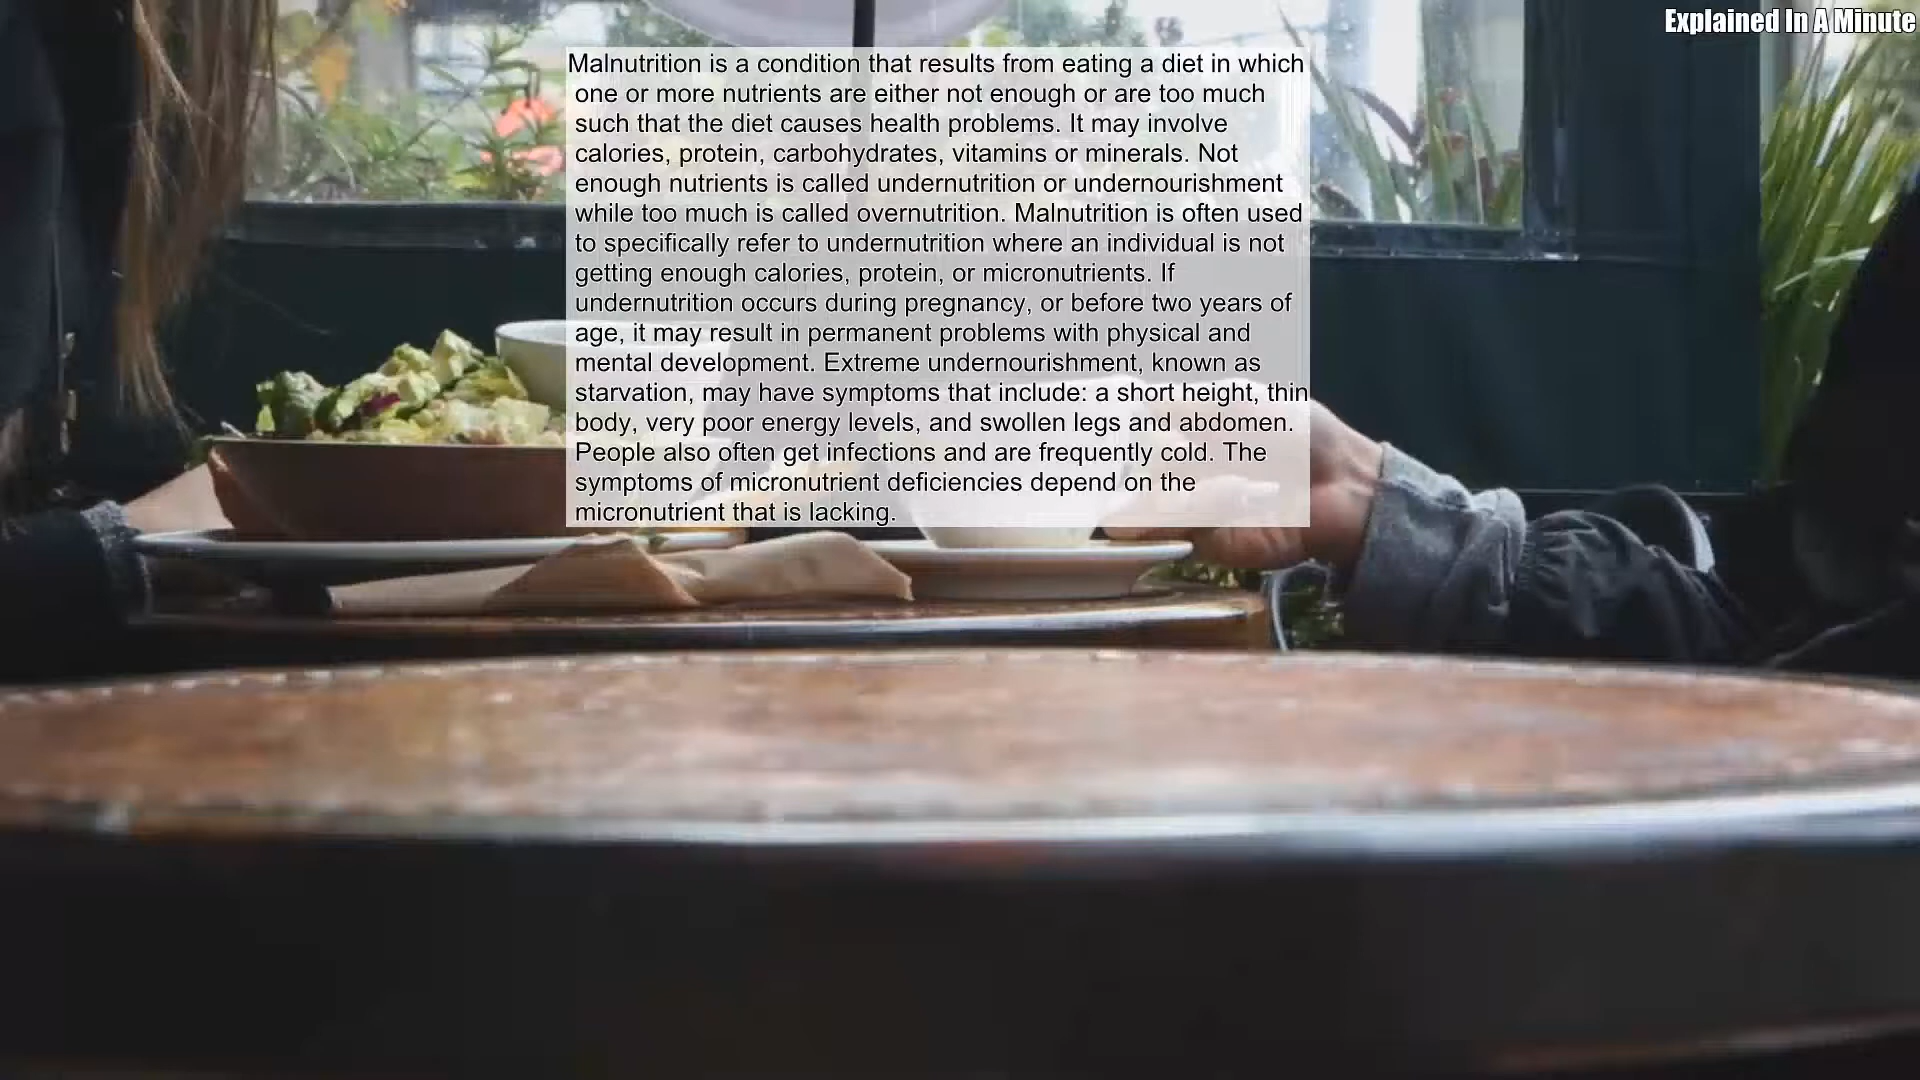 Explained In A Minute
Malnutrition is a condition that results from eating a diet in which
one or more nutrients are either not enough or are too much
such that the diet causes health problems. It may involve
calories, protein, carbohydrates, vitamins or minerals. Not
enough nutrients is called undernutrition or undernourishment
while too much is called overnutrition. Malnutrition is often used
to specifically refer to undernutrition where an individual is not
getting enough calories, protein, or micronutrients. If
undernutrition occurs during pregnancy, or before two years of
age, it may result in permanent problems with physical and
mental development. Extreme undernourishment, known as
starvation, may have symptoms that include: a short height, thin
body, very poor energy levels, and swollen legs and abdomen.
People also often get infections and are frequently cold. The
symptoms of micronutrient deficiencies depend on the
micronutrient that is lacking.